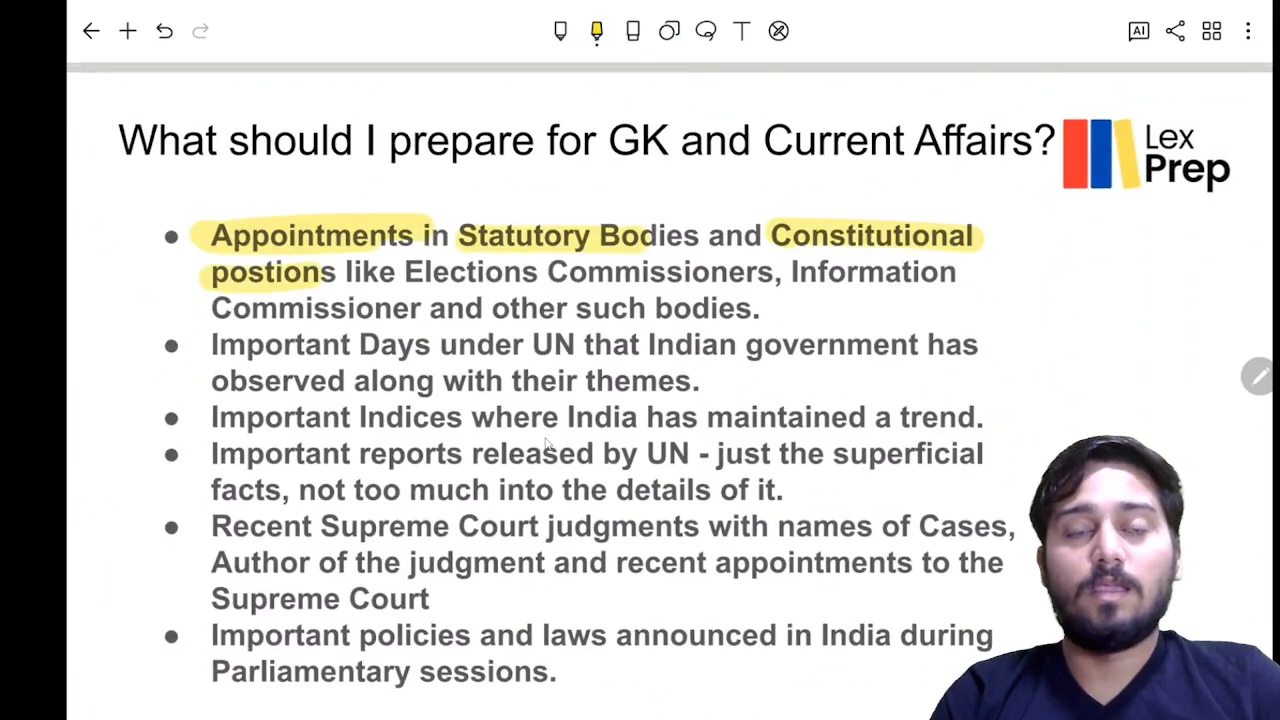 What should I prepare for GK and Current Affairs?
Lex
Prep
● Appointments in Statutory Bodies and Constitutional
postions like Elections Commissioners, Information
Commissioner and other such bodies.
● Important Days under UN that Indian government has
observed along with their themes.
● Important Indices where India has maintained a trend.
● Important reports released by UN - just the superficial
facts, not too much into the details of it.
● Recent Supreme Court judgments with names of Cases,
Author of the judgment and recent appointments to the
Supreme Court
● Important policies and laws announced in India during
Parliamentary sessions.
AI
T